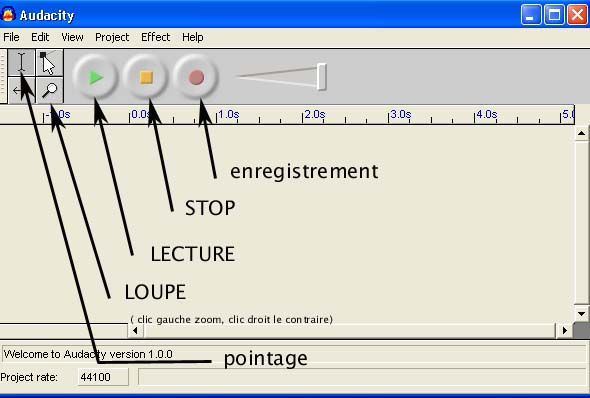 Audacity
File Edit View Project Effect Help
-1.0s 0.0s 1.0s 2.0s 3.0s 4.0s 5.0
enregistrement
STOP
LECTURE
LOUPE
( clic gauche zoom, clic droit le contraire)
Welcome to Audacity version 1.0.0
pointage
Project rate: 44100